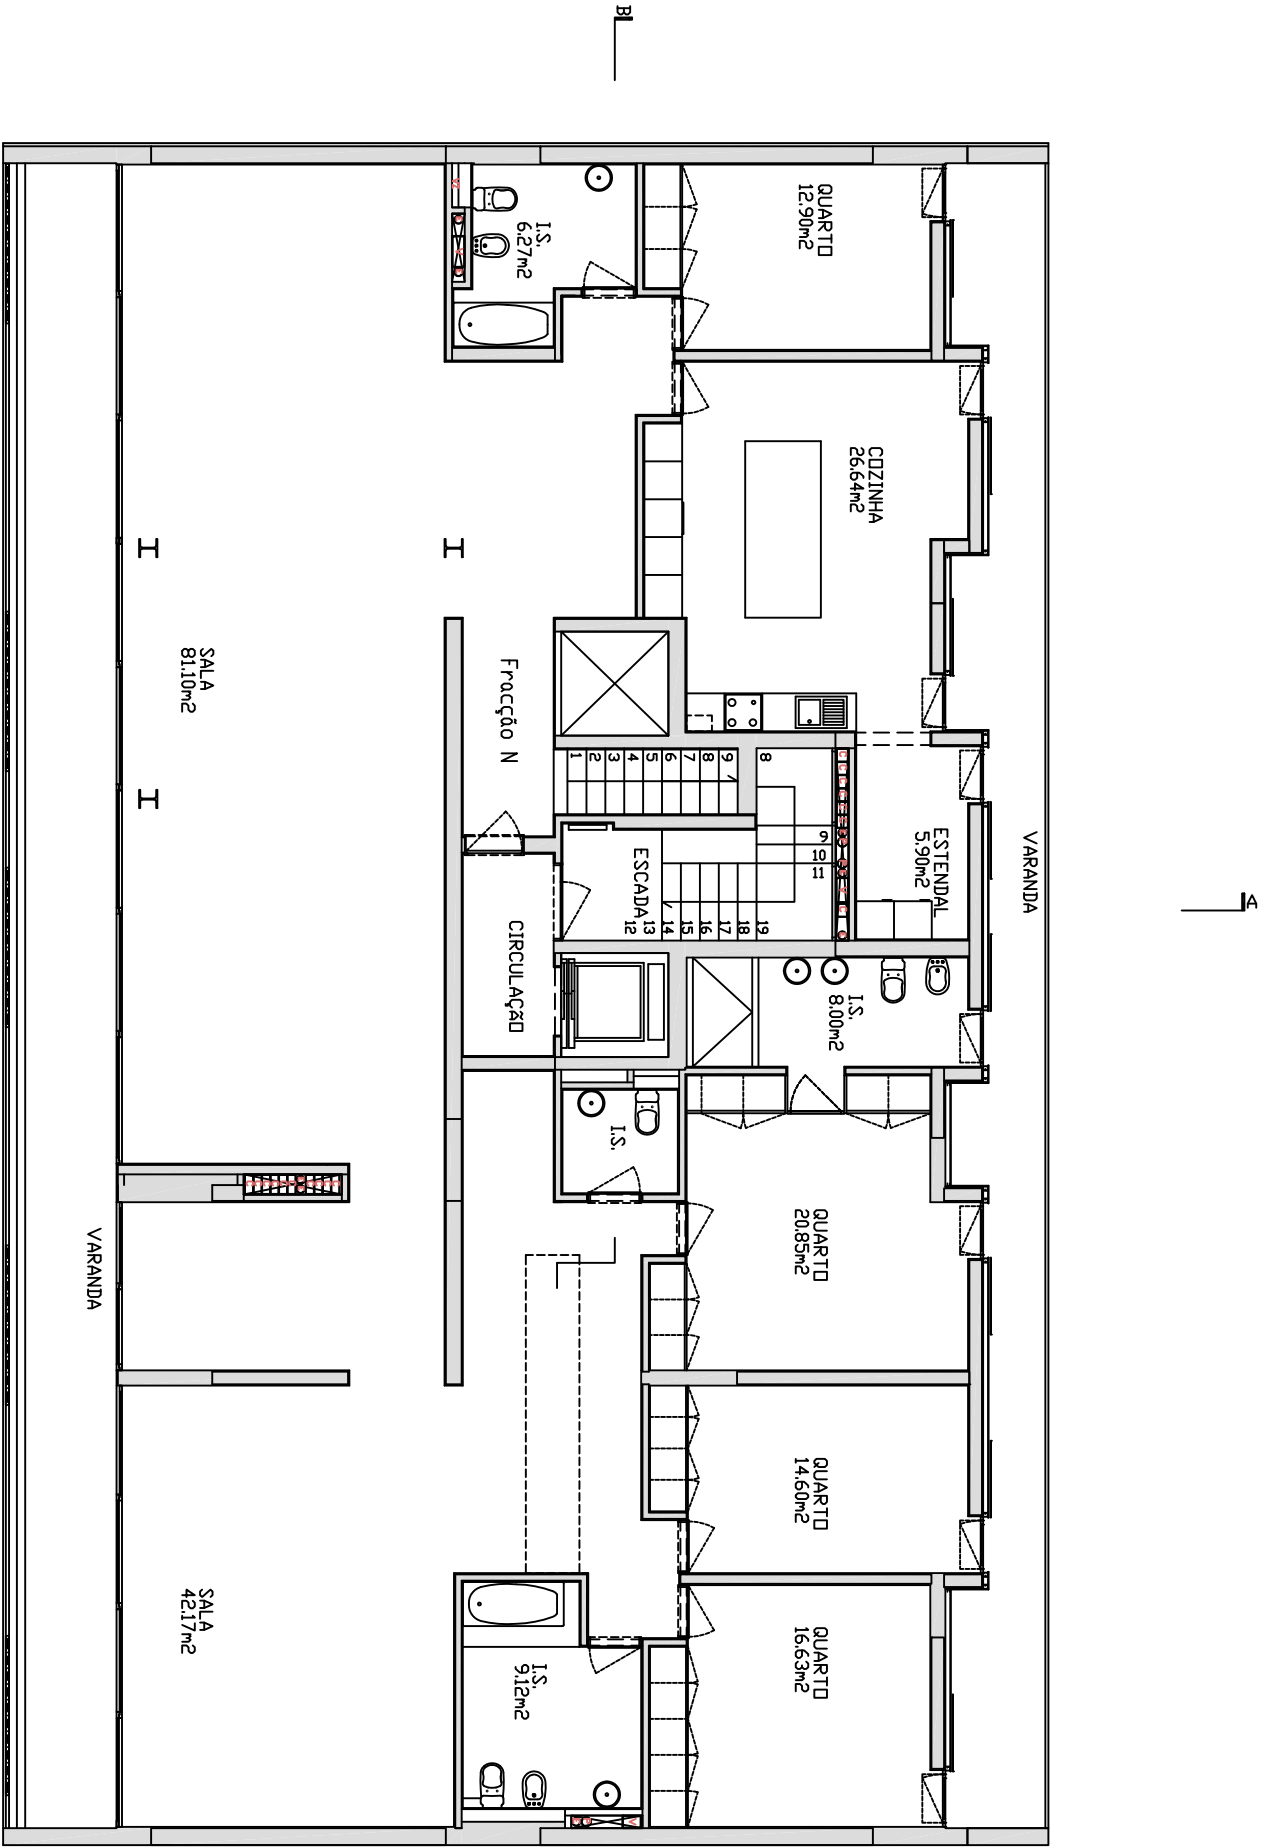 B
A
VARANDA
QUARTO
12.90m2
COZINHA
26.64m2
ESTENDAL
5.90m2
I.S.
8.00m2
QUARTO
20.85m2
QUARTO
14.60m2
QUARTO
16.63m2
I.S.
6.27m2
Fracção N
1
2
3
4
5
6
7
8
9
8
9
10
11
ESCADA
12
13
14
15
16
17
18
19
CIRCULAÇÃO
I.S.
I.S.
9.12m2
SALA
81.10m2
SALA
42.17m2
VARANDA